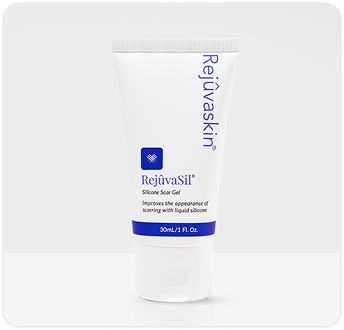 Rejûvaskin®
RejûvaSil®
Silicone Scar Gel
Improves the appearance of
scarring with liquid silicone
30mL/1 Fl. Oz.